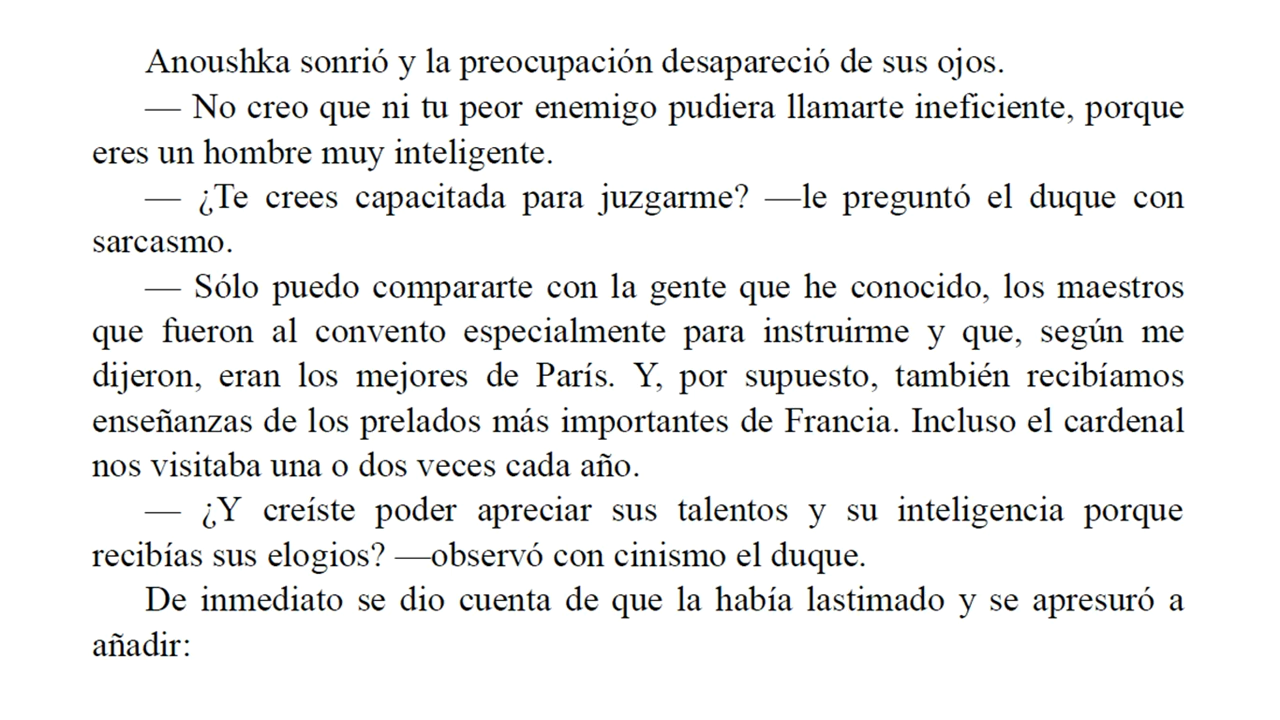 Anoushka sonrió y la preocupación desapareció de sus ojos.
— No creo que ni tu peor enemigo pudiera llamarte ineficiente, porque
eres un hombre muy inteligente.
— ¿Te crees capacitada para juzgarme? —le preguntó el duque con
sarcasmo.
— Sólo puedo compararte con la gente que he conocido, los maestros
que fueron al convento especialmente para instruirme y que, según me
dijeron, eran los mejores de París. Y, por supuesto, también recibíamos
enseñanzas de los prelados más importantes de Francia. Incluso el cardenal
nos visitaba una o dos veces cada año.
— ¿Y creíste poder apreciar sus talentos y su inteligencia porque
recibías sus elogios? —observó con cinismo el duque.
De inmediato se dio cuenta de que la había lastimado y se apresuró a
añadir: